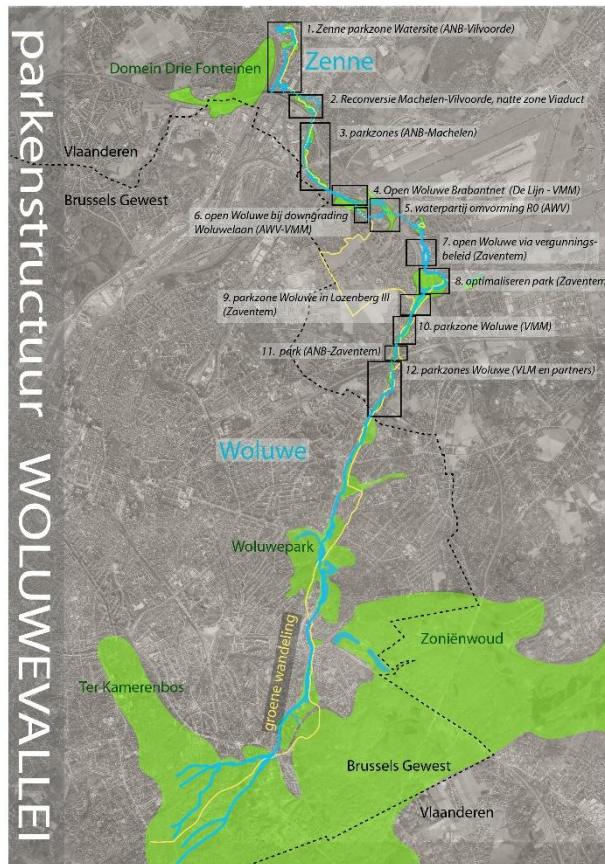 parkenstructuur WOLUWEVALLEI
1. Zenne parkzone Watersite (ANB-Vilvoorde)
Domein Drie Fonteinen
Zenne
2. Reconversie Machelen-Vilvoorde, natte zone Viaduct
3. parkzones (ANB-Machelen)
Vlaanderen
Brussels Gewest
4. Open Woluwe Brabantnet (De Lijn - VMM)
5. waterpartij omvorming R0 (AWV)
6. open Woluwe bij downgrading
Woluwelaan (AWV-VMM)
7. open Woluwe via vergunnings-
beleid (Zaventem)
8. optimaliseren park (Zaventem
9. parkzone Woluwe in Lozenberg III
(Zaventem)
10. parkzone Woluwe (VMM)
11. park (ANB-Zaventem)
12. parkzones Woluwe (VLM en partners)
Woluwe
Woluwepark
Zoniënwoud
groene wandeling
Ter Kamerenbos
Brussels Gewest
Vlaanderen